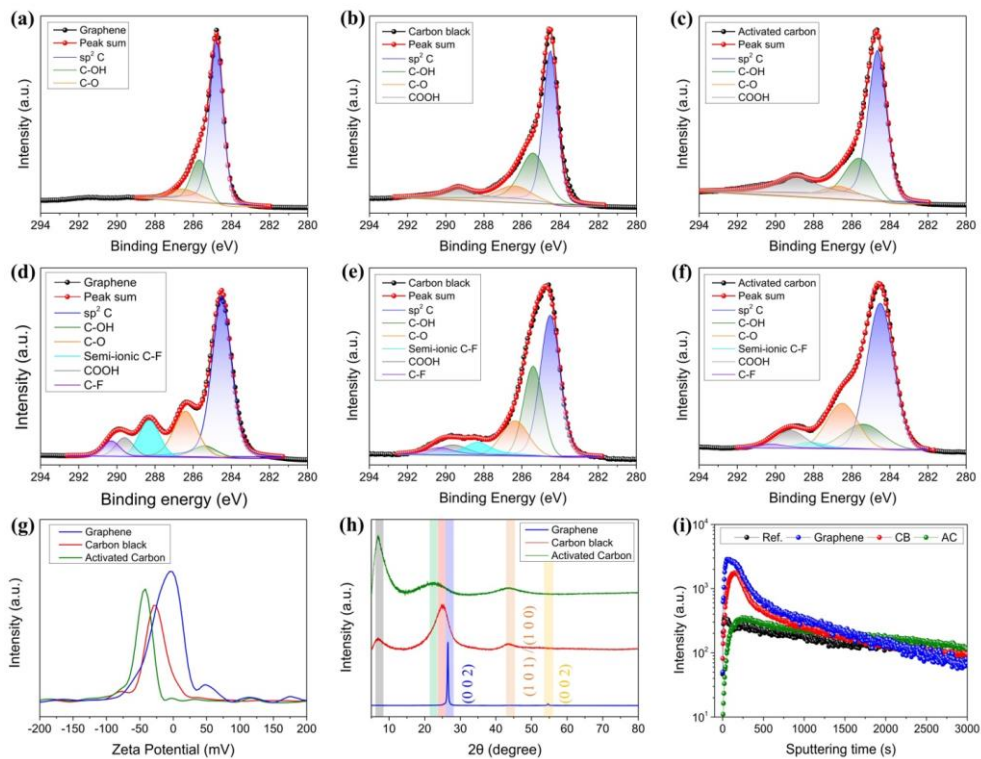 (a)
Graphene
Peak sum
sp² C
C-OH
C-O
Intensity (a.u.)
294 292 290 288 286 284 282 280
Binding Energy (eV)
(b)
Carbon black
Peak sum
sp² C
C-OH
C-O
COOH
Intensity (a.u.)
294 292 290 288 286 284 282 280
Binding Energy (eV)
(c)
Activated carbon
Peak sum
sp² C
C-OH
C-O
COOH
Intensity (a.u.)
294 292 290 288 286 284 282 280
Binding Energy (eV)
(d)
Graphene
Peak sum
sp² C
C-OH
C-O
Semi-ionic C-F
COOH
C-F
Intensity (a.u.)
294 292 290 288 286 284 282 280
Binding energy (eV)
(e)
Carbon black
Peak sum
sp² C
C-OH
C-O
Semi-ionic C-F
COOH
C-F
Intensity (a.u.)
294 292 290 288 286 284 282 280
Binding Energy (eV)
(f)
Activated carbon
Peak sum
sp² C
C-OH
C-O
Semi-ionic C-F
COOH
C-F
Intensity (a.u.)
294 292 290 288 286 284 282 280
Binding Energy (eV)
(g)
Graphene
Carbon black
Activated Carbon
Intensity (a.u.)
-200 -150 -100 -50 0 50 100 150 200
Zeta Potential (mV)
(h)
Graphene
Carbon black
Activated Carbon
Intensity (a.u.)
(0 0 2)
(1 0 1) / (1 0 0)
(0 0 2)
10 20 30 40 50 60 70 80
2θ (degree)
(i)
Ref. Graphene CB AC
Intensity (a.u.)
10⁴
10³
10²
10¹
0 500 1000 1500 2000 2500 3000
Sputtering time (s)